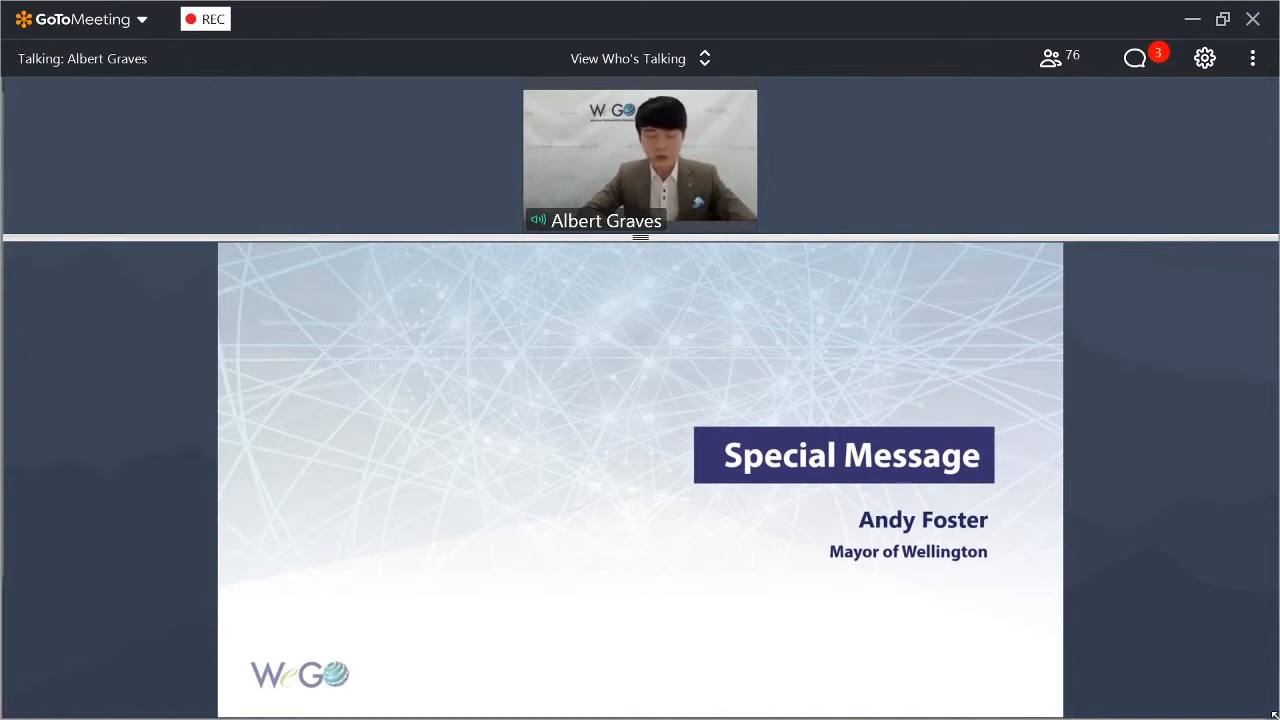 GoToMeeting
REC
Talking: Albert Graves
View Who's Talking
76
3
WeGO
Albert Graves
Special Message
Andy Foster
Mayor of Wellington
WeGO